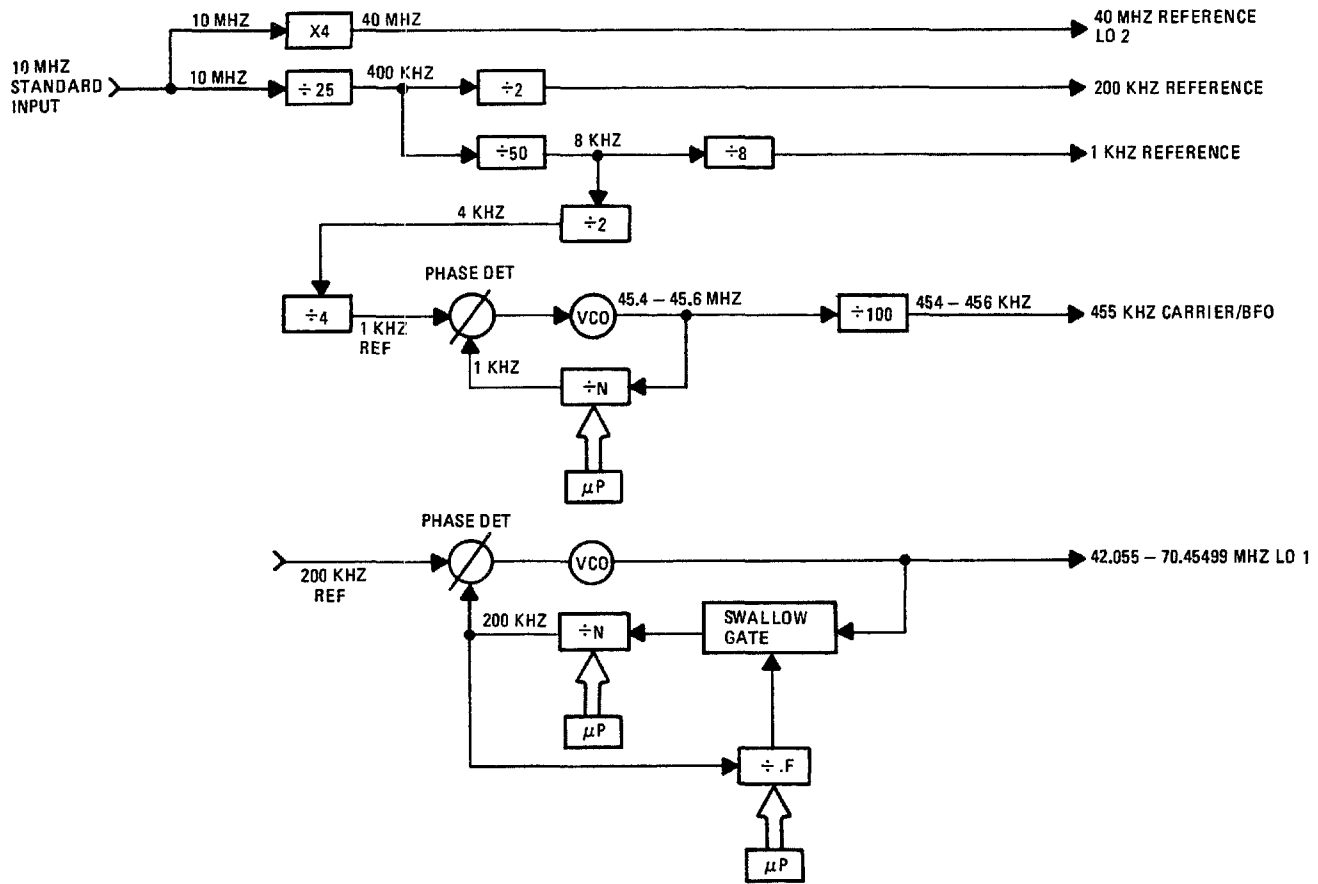 10 MHZ
X4
40 MHZ
40 MHZ REFERENCE
LO 2
10 MHZ
STANDARD
INPUT
10 MHZ
÷ 25
400 KHZ
÷2
200 KHZ REFERENCE
÷50
8 KHZ
÷8
1 KHZ REFERENCE
4 KHZ
÷2
PHASE DET
÷4
1 KHZ
REF
VCO
45.4 – 45.6 MHZ
÷100
454 – 456 KHZ
455 KHZ CARRIER/BFO
1 KHZ
÷N
μP
PHASE DET
200 KHZ
REF
VCO
42.055 – 70.45499 MHZ LO 1
200 KHZ
÷N
SWALLOW
GATE
μP
÷ .F
μP